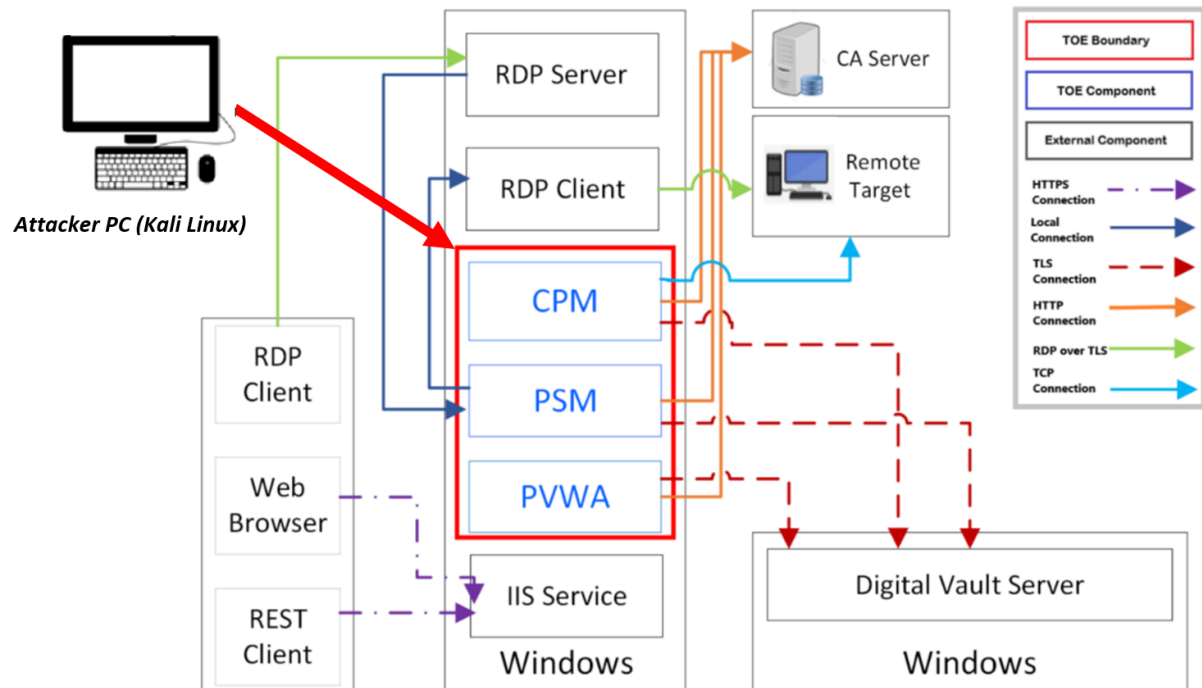 Attacker PC (Kali Linux)
RDP
Client
Web
Browser
REST
Client
RDP Server
RDP Client
CPM
PSM
PVWA
IIS Service
Windows
CA Server
Remote
Target
Digital Vault Server
Windows
TOE Boundary
TOE Component
External Component
HTTPS
Connection
Local
Connection
TLS
Connection
HTTP
Connection
RDP over TLS
TCP
Connection